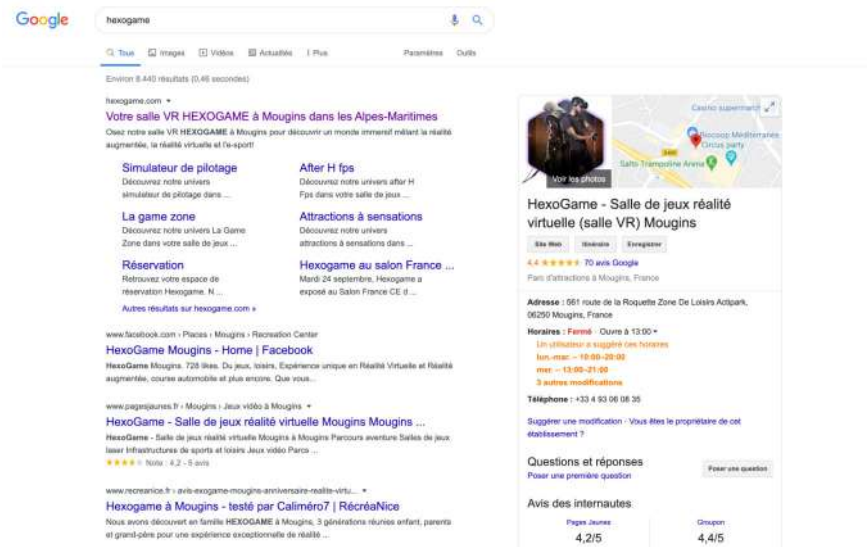 Google
hexogame
Tous Images Vidéos Actualités Plus Paramètres Outils
Environ 8 440 résultats (0,46 secondes)
hexogame.com
Votre salle VR HEXOGAME à Mougins dans les Alpes-Maritimes
Osez notre salle VR HEXOGAME à Mougins pour découvrir un monde immersif mêlant la réalité
augmentée, la réalité virtuelle et l'e-sport!
Simulateur de pilotage
Découvrez notre univers
simulateur de pilotage dans ...
After H fps
Découvrez notre univers after H
Fps dans votre salle de jeux ...
La game zone
Découvrez notre univers La Game
Zone dans votre salle de jeux ...
Attractions à sensations
Découvrez notre univers
attractions à sensations dans ...
Réservation
Retrouvez votre espace de
réservation Hexogame. N ...
Hexogame au salon France ...
Mardi 24 septembre, Hexogame a
exposé au Salon France CE d ...
Autres résultats sur hexogame.com »
www.facebook.com › Places › Mougins › Recreation Center
HexoGame Mougins - Home | Facebook
HexoGame Mougins. 728 likes. Du jeux, loisirs, Expérience unique en Réalité Virtuelle et Réalité
augmentée, course automobile et plus encore. Que vous...
www.pagesjaunes.fr › Mougins › Jeux vidéo à Mougins
HexoGame - Salle de jeux réalité virtuelle Mougins Mougins ...
HexoGame - Salle de jeux réalité virtuelle Mougins à Mougins Parcours aventure Salles de jeux
laser Infrastructures de sports et loisirs Jeux vidéo Parcs ...
Note : 4,2 - 5 avis
www.recreanice.fr › avis-exogame-mougins-anniversaire-realite-virtu...
Hexogame à Mougins - testé par Caliméro7 | RécréaNice
Nous avons découvert en famille HEXOGAME à Mougins, 3 générations réunies enfant, parents
et grand-père pour une expérience exceptionnelle de réalité ...
Casino supermarché
Biocoop Méditerranée
Circus party
Salto Trampoline Arena
Voir les photos
HexoGame - Salle de jeux réalité
virtuelle (salle VR) Mougins
Site Web Itinéraire Enregistrer
4,4 70 avis Google
Parc d'attractions à Mougins, France
Adresse : 561 route de la Roquette Zone De Loisirs Actipark,
06250 Mougins, France
Horaires : Fermé · Ouvre à 13:00
Un utilisateur a suggéré ces horaires
lun.-mar. – 10:00–20:00
mer. – 13:00–21:00
3 autres modifications
Téléphone : +33 4 93 06 08 35
Suggérer une modification · Vous êtes le propriétaire de cet
établissement ?
Questions et réponses
Poser une première question
Poser une question
Avis des internautes
Pages Jaunes Groupon
4,2/5 4,4/5